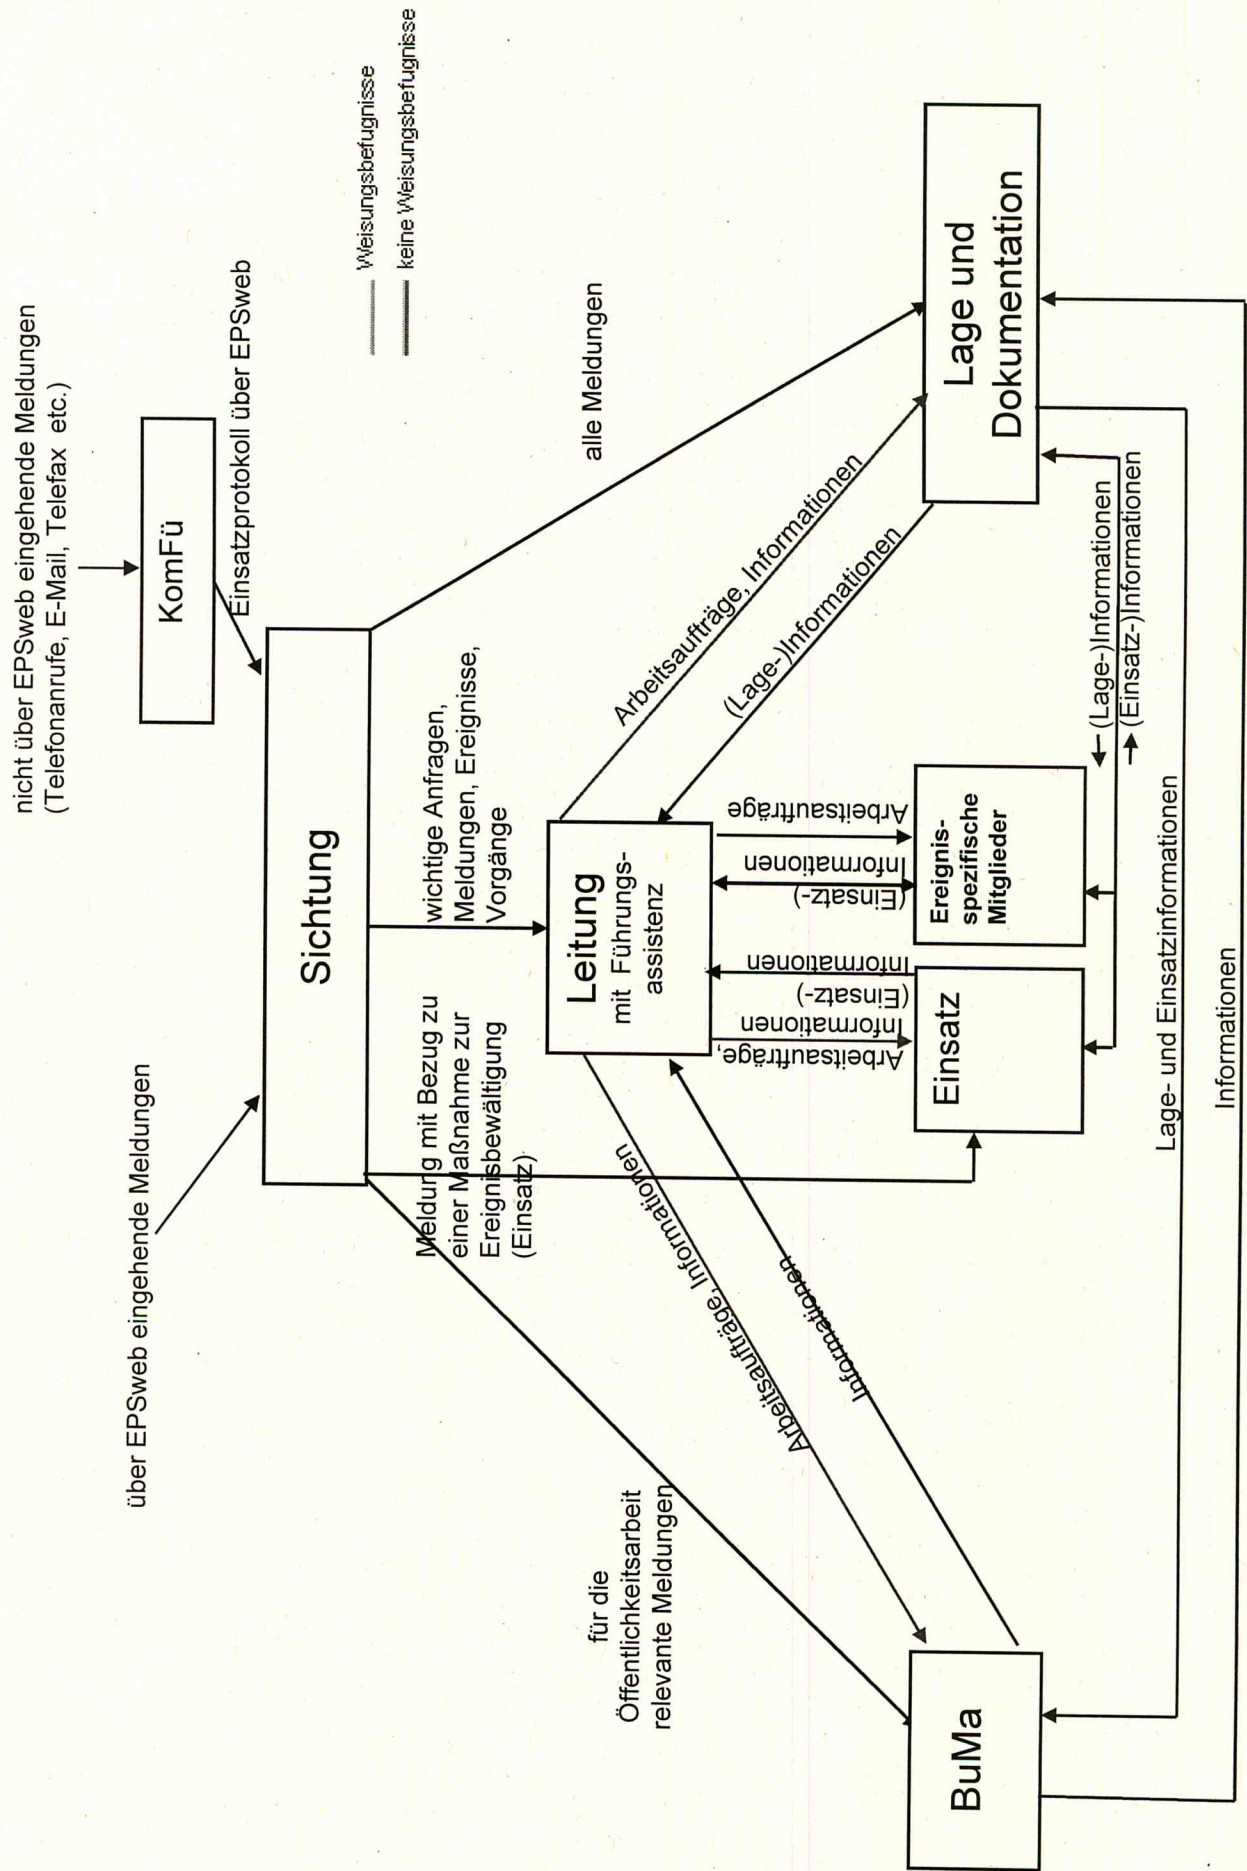 nicht über EPSweb eingehende Meldungen
(Telefonanrufe, E-Mail, Telefax etc.)
KomFü
Einsatzprotokoll über EPSweb
über EPSweb eingehende Meldungen
Sichtung
Weisungsbefugnisse
keine Weisungsbefugnisse
alle Meldungen
wichtige Anfragen,
Meldungen, Ereignisse,
Vorgänge
Meldung mit Bezug zu
einer Maßnahme zur
Ereignisbewältigung
(Einsatz)
für die
Öffentlichkeitsarbeit
relevante Meldungen
Leitung
mit Führungs-
assistenz
Arbeitsaufträge, Informationen
Informationen
Arbeitsaufträge, Informationen
(Lage-)Informationen
Arbeitsaufträge,
Informationen
(Einsatz-)
Informationen
(Einsatz-)
Informationen
Arbeitsaufträge
BuMa
Einsatz
Ereignis-
spezifische
Mitglieder
Lage und
Dokumentation
(Lage-)Informationen
(Einsatz-)Informationen
Lage- und Einsatzinformationen
Informationen